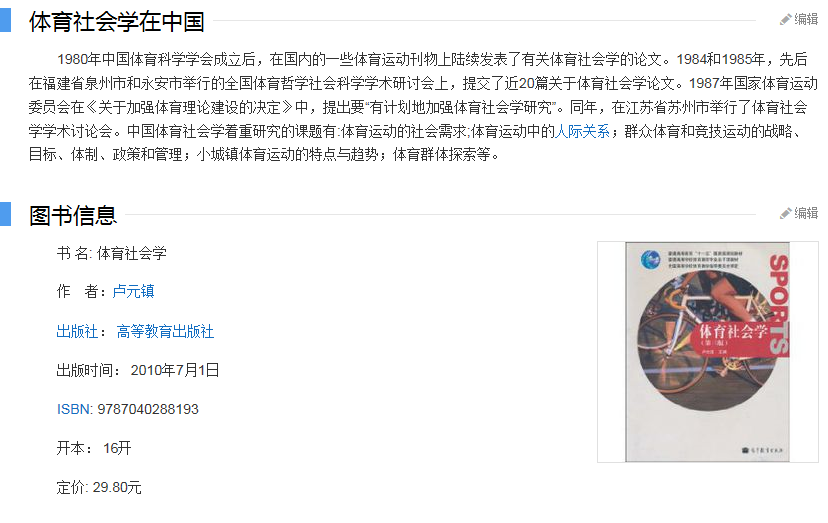 体育社会学在中国
编辑
1980年中国体育科学学会成立后，在国内的一些体育运动刊物上陆续发表了有关体育社会学的论文。1984和1985年，先后
在福建省泉州市和永安市举行的全国体育哲学社会科学学术研讨会上，提交了近20篇关于体育社会学论文。1987年国家体育运动
委员会在《关于加强体育理论建设的决定》中，提出要“有计划地加强体育社会学研究”。同年，在江苏省苏州市举行了体育社会
学学术讨论会。中国体育社会学着重研究的课题有:体育运动的社会需求;体育运动中的人际关系；群众体育和竞技运动的战略、
目标、体制、政策和管理；小城镇体育运动的特点与趋势；体育群体探索等。
图书信息
编辑
书 名: 体育社会学
作　者：卢元镇
出版社： 高等教育出版社
出版时间： 2010年7月1日
ISBN: 9787040288193
开本： 16开
定价: 29.80元
SPORTS
体育社会学
（第三版）
高等教育出版社